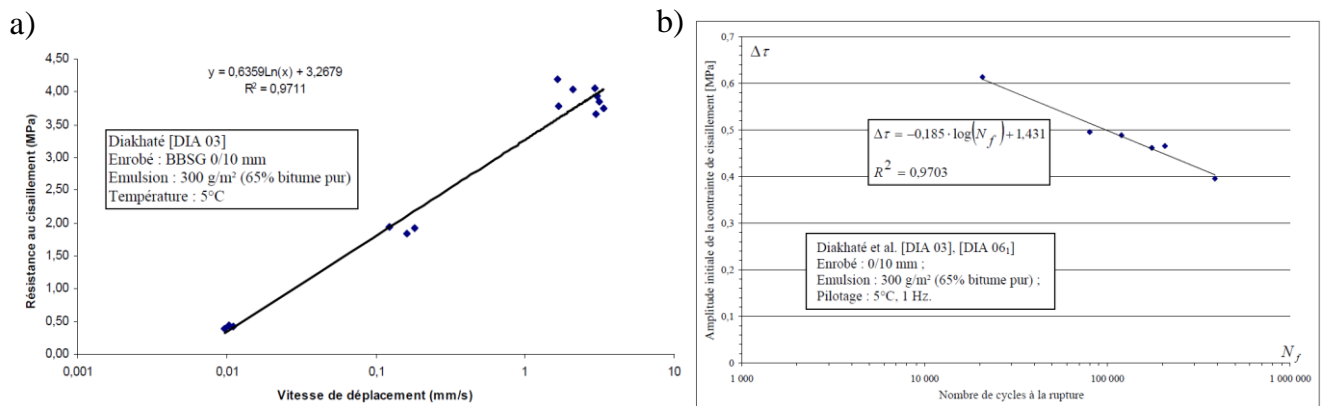 a)
4,50
4,00
3,50
3,00
2,50
2,00
1,50
1,00
0,50
0,00
Résistance au cisaillement (MPa)
y = 0,6359Ln(x) + 3,2679
R² = 0,9711
Diakhaté [DIA 03]
Enrobé : BBSG 0/10 mm
Emulsion : 300 g/m² (65% bitume pur)
Température : 5°C
0,001 0,01 0,1 1 10
Vitesse de déplacement (mm/s)
b)
0,7
0,6
0,5
0,4
0,3
0,2
0,1
0
Amplitude initiale de la contrainte de cisaillement [MPa]
Δτ
Δτ = −0,185 · log(N_f) + 1,431
R² = 0,9703
Diakhaté et al. [DIA 03], [DIA 06₁]
Enrobé : 0/10 mm ;
Emulsion : 300 g/m² (65% bitume pur) ;
Pilotage : 5°C, 1 Hz.
N_f
1 000 10 000 100 000 1 000 000
Nombre de cycles à la rupture